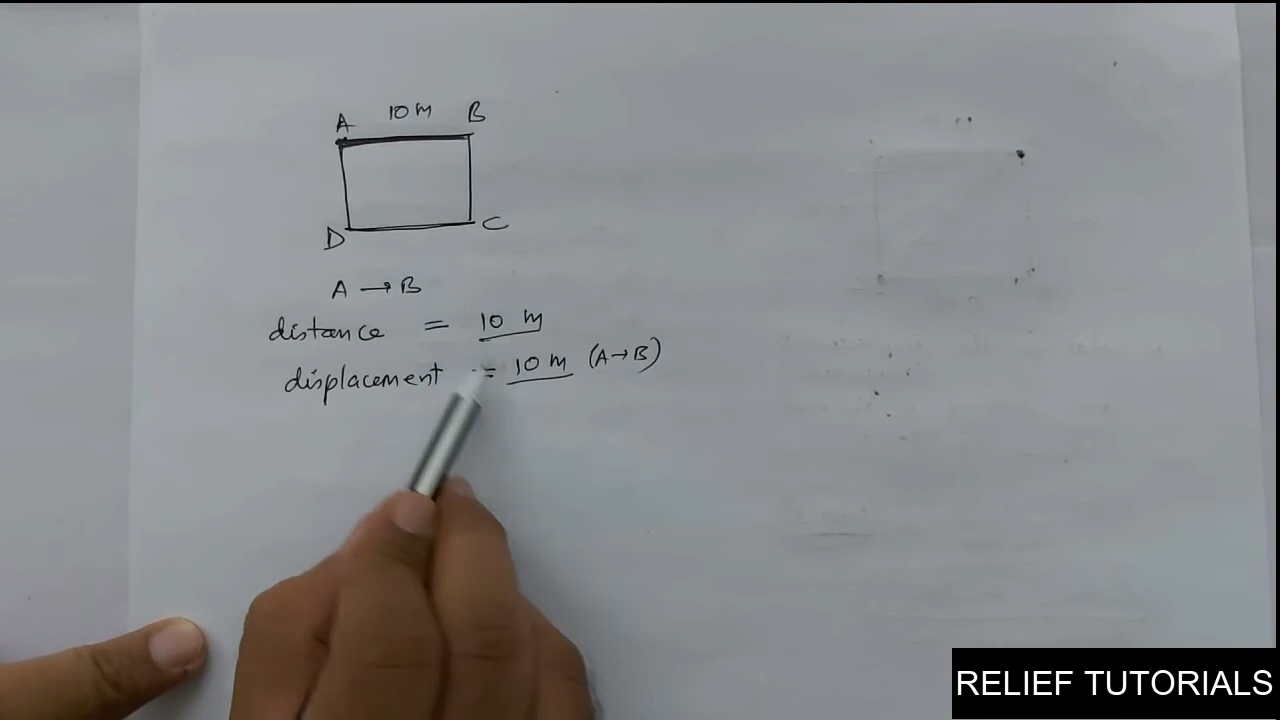 A 10 m B
D C
A → B
distance = 10 m
displacement = 10 m (A→B)
RELIEF TUTORIALS